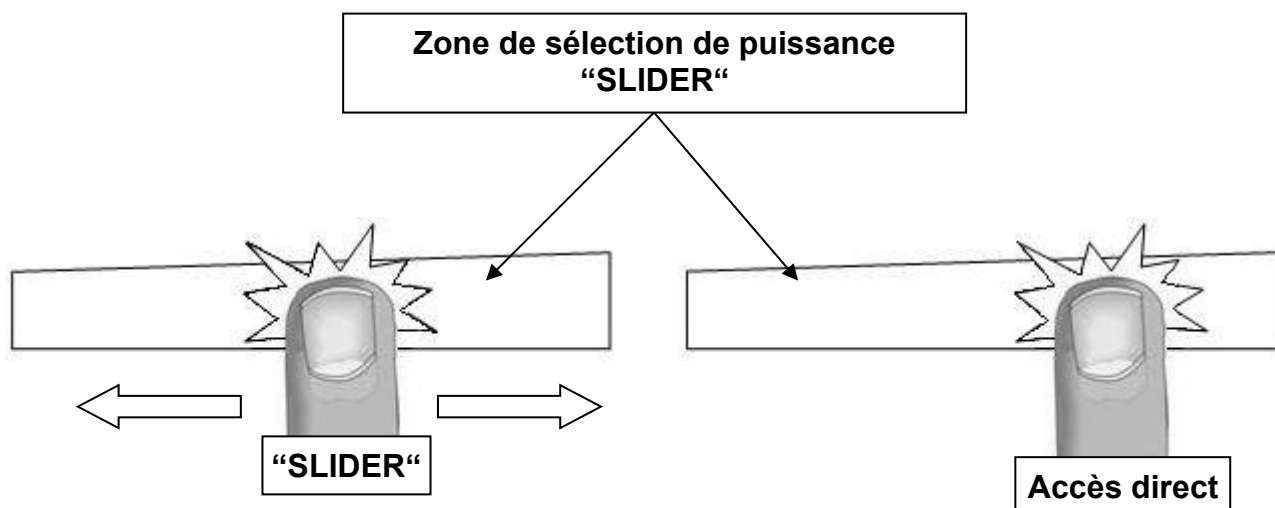 Zone de sélection de puissance
“SLIDER“
“SLIDER“
Accès direct